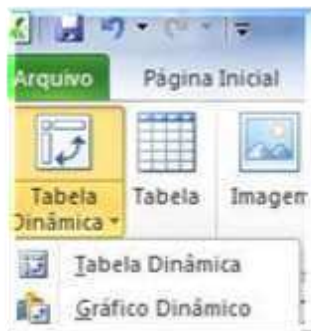 Arquivo Página Inicial
Tabela Dinâmica Tabela Imagem
Tabela Dinâmica
Gráfico Dinâmico